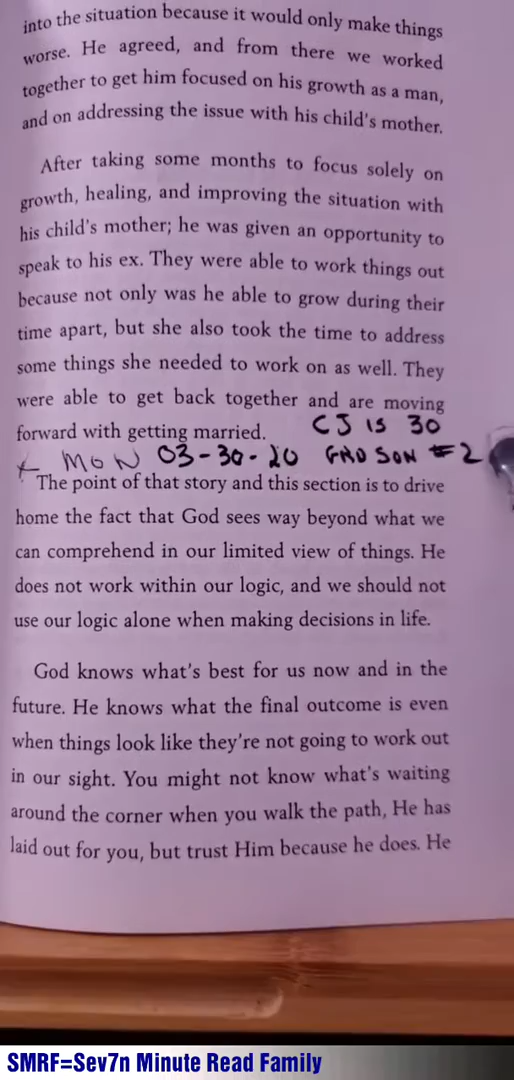 into the situation because it would only make things
worse. He agreed, and from there we worked
together to get him focused on his growth as a man,
and on addressing the issue with his child's mother.
After taking some months to focus solely on
growth, healing, and improving the situation with
his child's mother; he was given an opportunity to
speak to his ex. They were able to work things out
because not only was he able to grow during their
time apart, but she also took the time to address
some things she needed to work on as well. They
were able to get back together and are moving
forward with getting married. CJ IS 30
MON 03-30-20 GAD SON #2
The point of that story and this section is to drive
home the fact that God sees way beyond what we
can comprehend in our limited view of things. He
does not work within our logic, and we should not
use our logic alone when making decisions in life.
God knows what's best for us now and in the
future. He knows what the final outcome is even
when things look like they're not going to work out
in our sight. You might not know what's waiting
around the corner when you walk the path, He has
laid out for you, but trust Him because he does. He
SMRF=Sev7n Minute Read Family